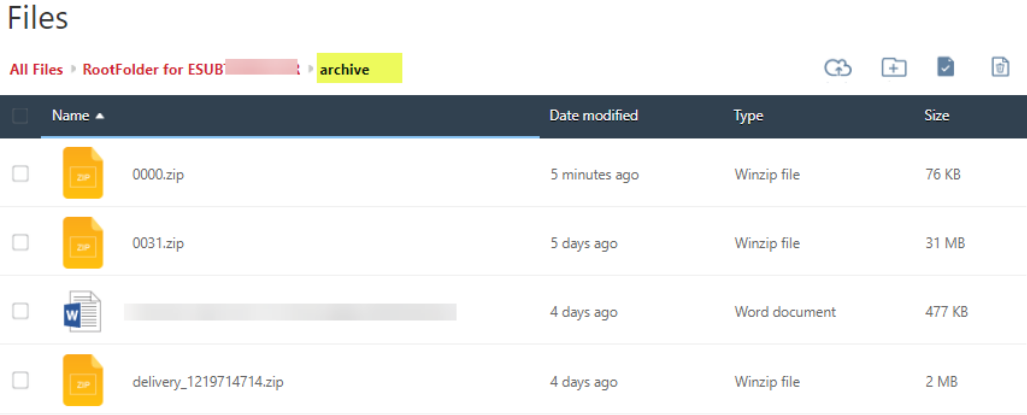 Files
All Files RootFolder for ESUB archive
Name Date modified Type Size
ZIP 0000.zip 5 minutes ago Winzip file 76 KB
ZIP 0031.zip 5 days ago Winzip file 31 MB
W 4 days ago Word document 477 KB
ZIP delivery_1219714714.zip 4 days ago Winzip file 2 MB